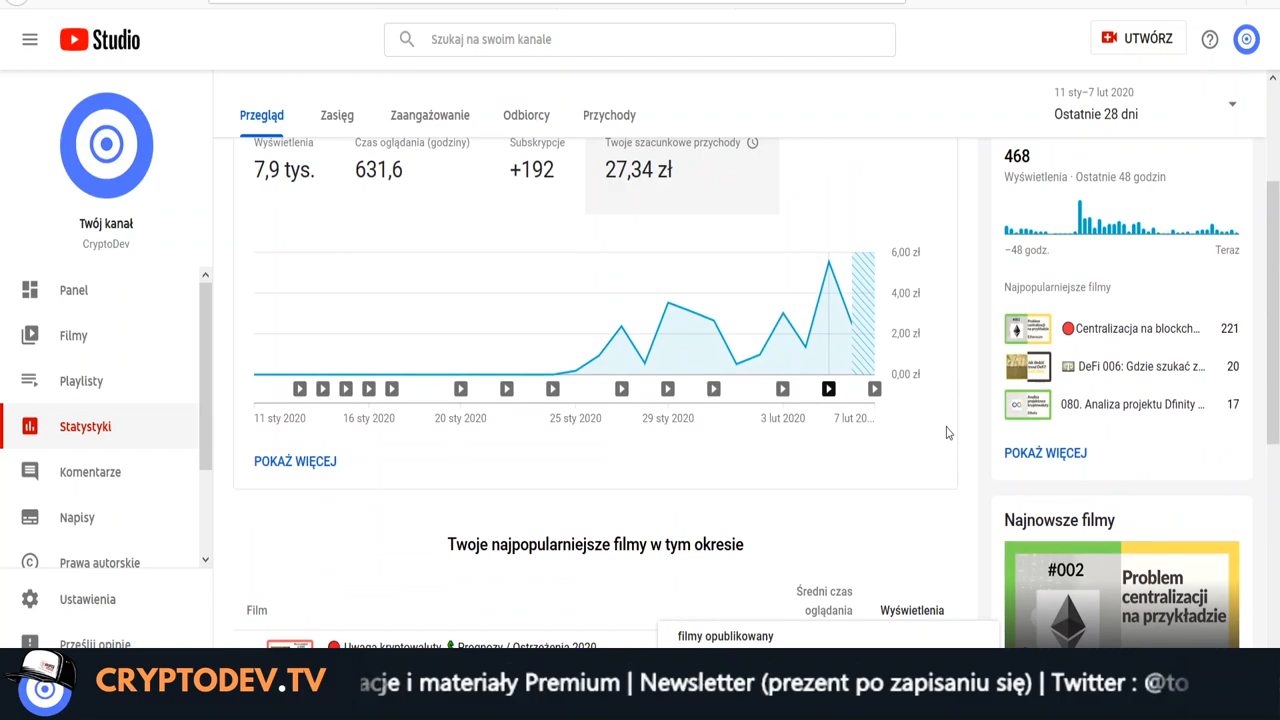 Studio
Szukaj na swoim kanale
UTWÓRZ
Twój kanał
CryptoDev
Panel
Filmy
Playlisty
Statystyki
Komentarze
Napisy
Prawa autorskie
Ustawienia
Prześlij opinię
Przegląd
Zasięg
Zaangażowanie
Odbiorcy
Przychody
11 sty–7 lut 2020
Ostatnie 28 dni
Wyświetlenia
7,9 tys.
Czas oglądania (godziny)
631,6
Subskrypcje
+192
Twoje szacunkowe przychody
27,34 zł
6,00 zł
4,00 zł
2,00 zł
0,00 zł
11 sty 2020
16 sty 2020
20 sty 2020
25 sty 2020
29 sty 2020
3 lut 2020
7 lut 20...
POKAŻ WIĘCEJ
Twoje najpopularniejsze filmy w tym okresie
Film
Średni czas
oglądania
Wyświetlenia
Uwaga kryptowaluty Prognozy / Ostrzeżenia 2020
filmy opublikowany
468
Wyświetlenia · Ostatnie 48 godzin
−48 godz.
Teraz
Najpopularniejsze filmy
Centralizacja na blockch... 221
DeFi 006: Gdzie szukać z... 20
080. Analiza projektu Dfinity ... 17
POKAŻ WIĘCEJ
Najnowsze filmy
#002
Problem
centralizacji
na przykładzie
CRYPTODEV.TV
acje i materiały Premium | Newsletter (prezent po zapisaniu się) | Twitter : @to